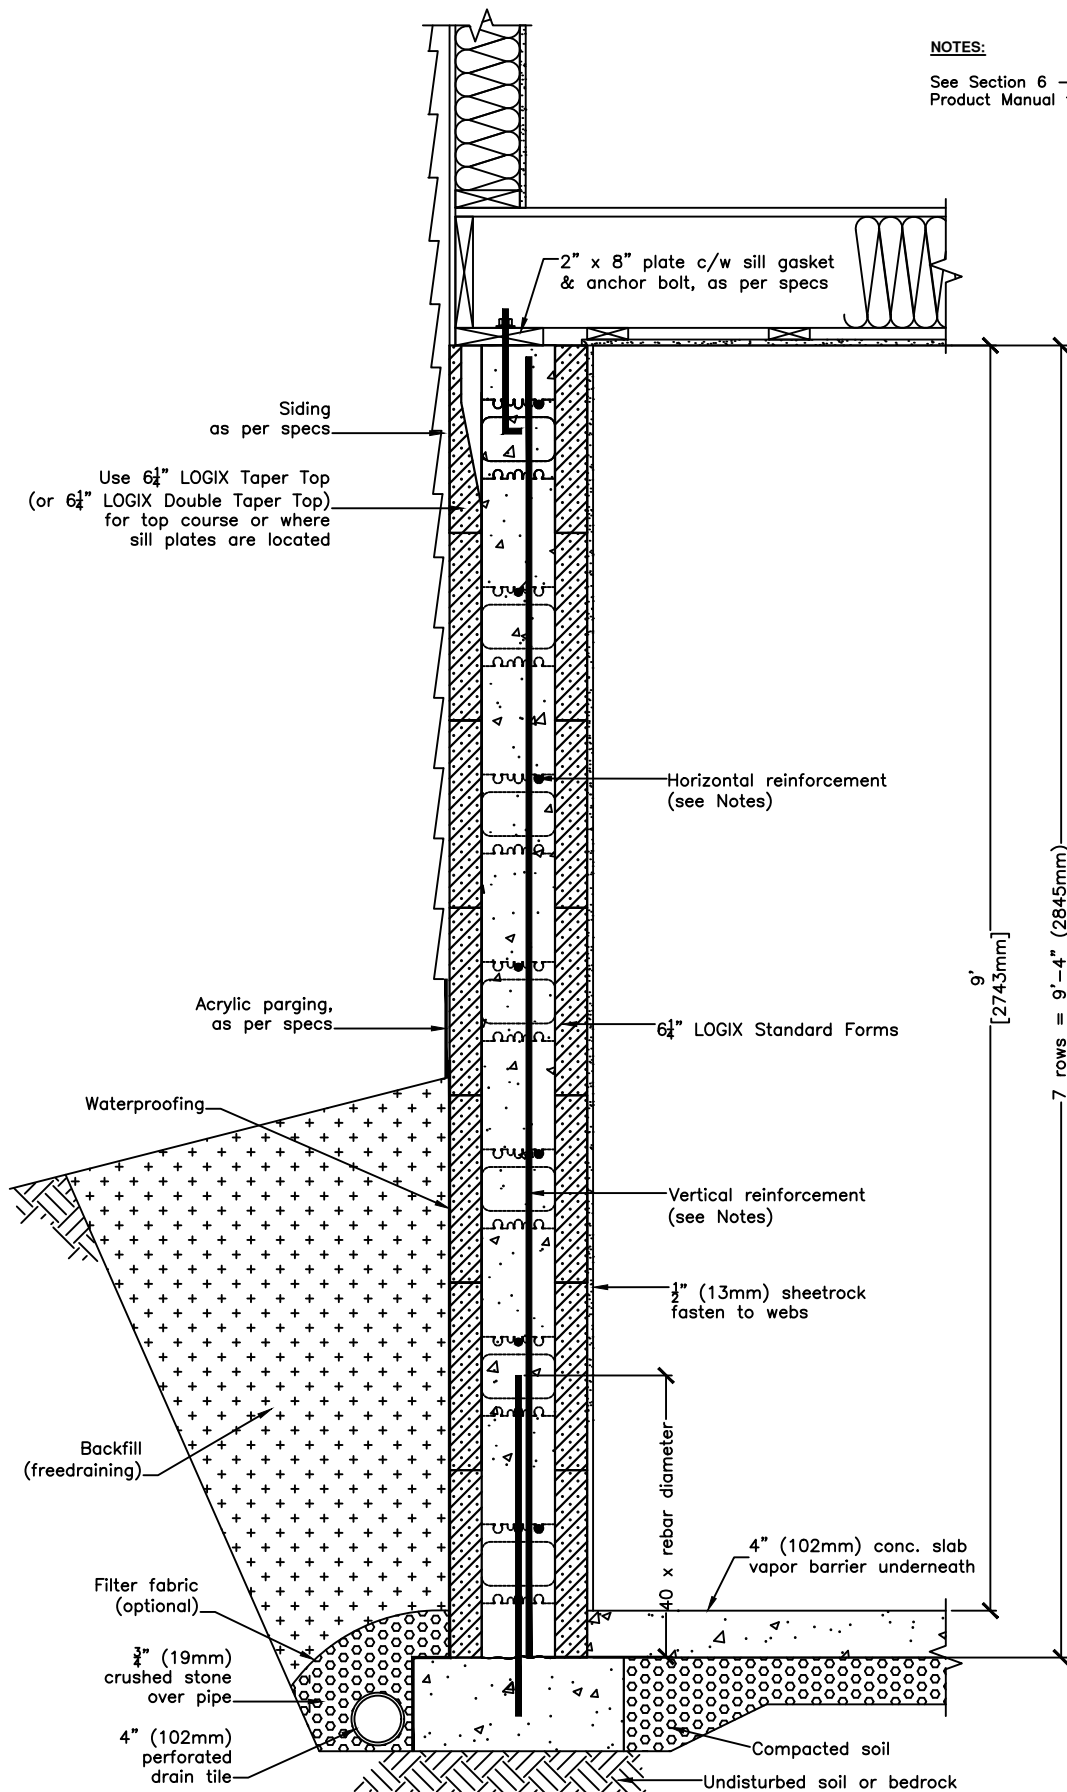 NOTES:
See Section 6 –
Product Manual
2” x 8” plate c/w sill gasket
& anchor bolt, as per specs
Siding
as per specs
Use 6¼” LOGIX Taper Top
(or 6¼” LOGIX Double Taper Top)
for top course or where
sill plates are located
Horizontal reinforcement
(see Notes)
9’
[2743mm]
7 rows = 9’–4” (2845mm)
Acrylic parging,
as per specs
6¼” LOGIX Standard Forms
Waterproofing
Vertical reinforcement
(see Notes)
½” (13mm) sheetrock
fasten to webs
40 x rebar diameter
Backfill
(freedraining)
4” (102mm) conc. slab
vapor barrier underneath
Filter fabric
(optional)
¾” (19mm)
crushed stone
over pipe
4” (102mm)
perforated
drain tile
Compacted soil
Undisturbed soil or bedrock